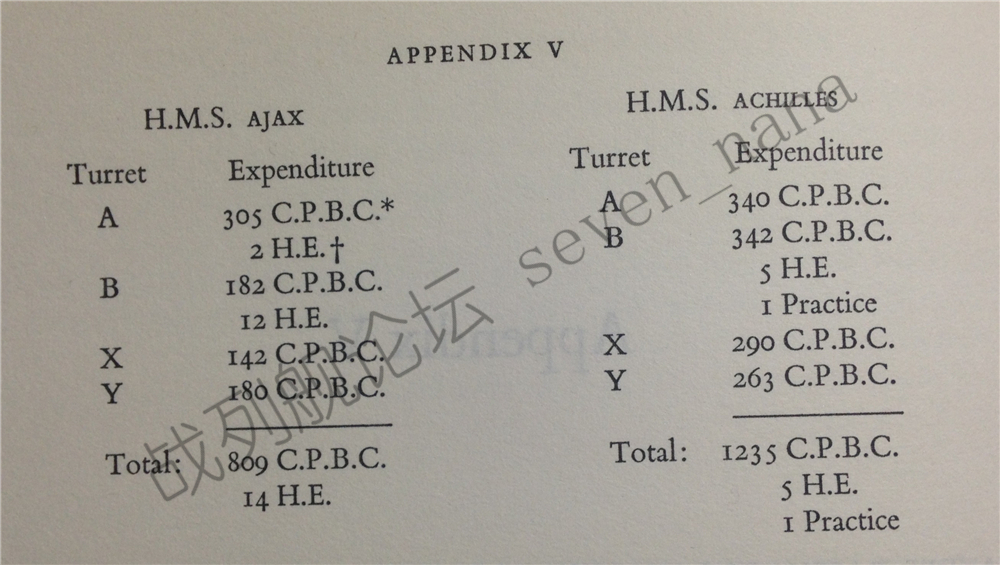 APPENDIX V
H.M.S. AJAX
Turret Expenditure
A 305 C.P.B.C.*
2 H.E.†
B 182 C.P.B.C.
12 H.E.
X 142 C.P.B.C.
Y 180 C.P.B.C.
Total: 809 C.P.B.C.
14 H.E.
H.M.S. ACHILLES
Turret Expenditure
A 340 C.P.B.C.
B 342 C.P.B.C.
5 H.E.
1 Practice
X 290 C.P.B.C.
Y 263 C.P.B.C.
Total: 1235 C.P.B.C.
5 H.E.
1 Practice
战列舰论坛 seven_nana
Appendix V